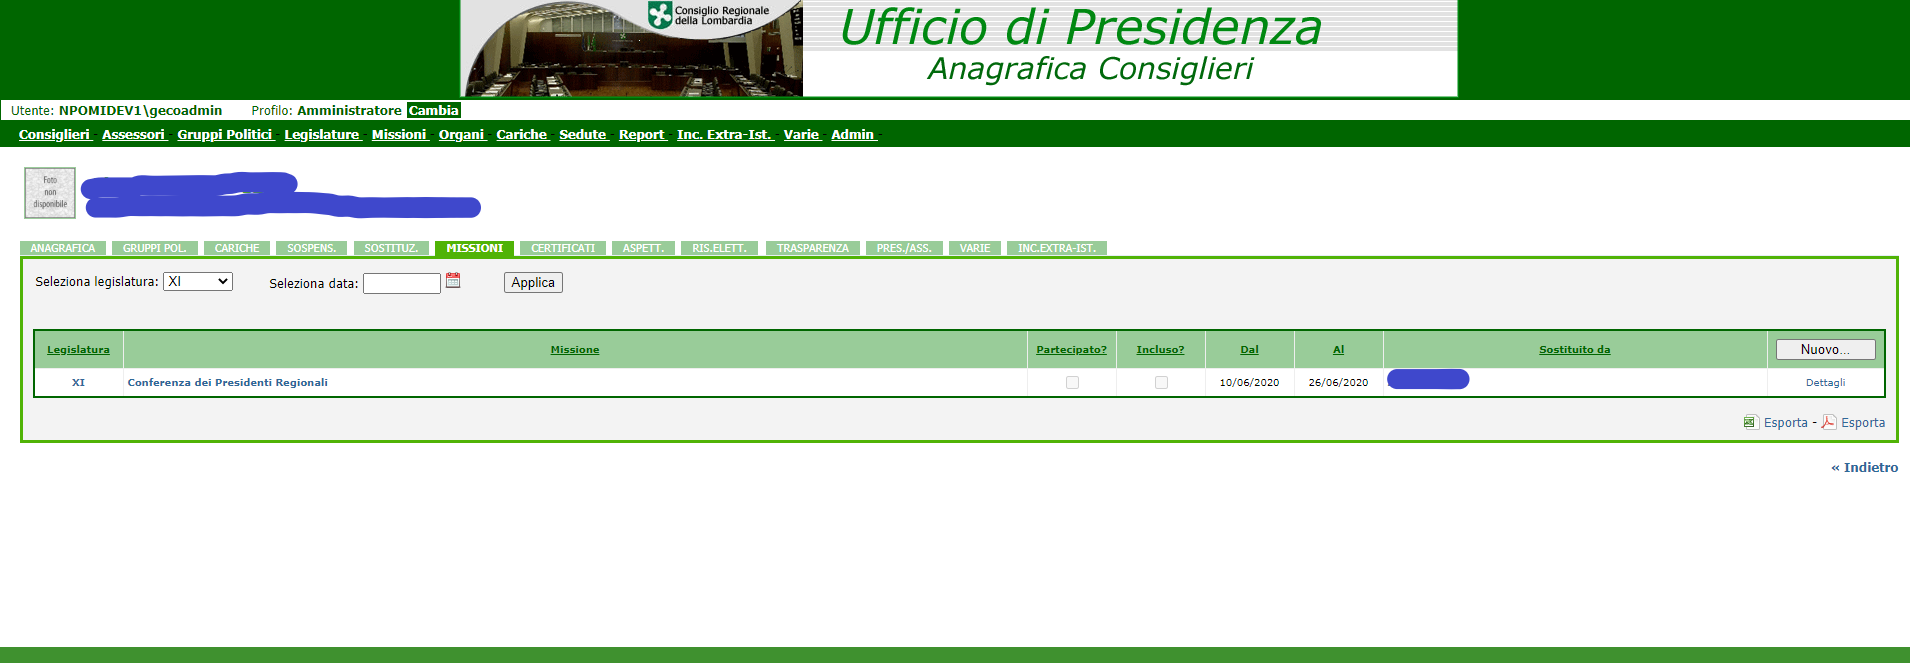 Consiglio Regionale
della Lombardia
Ufficio di Presidenza
Anagrafica Consiglieri
Utente: NPOMIDEV1\gecoadmin Profilo: Amministratore Cambia
Consiglieri - Assessori - Gruppi Politici - Legislature - Missioni - Organi - Cariche - Sedute - Report - Inc. Extra-Ist. - Varie - Admin -
Foto
non
disponibile
ANAGRAFICA GRUPPI POL. CARICHE SOSPENS. SOSTITUZ. MISSIONI CERTIFICATI ASPETT. RIS.ELETT. TRASPARENZA PRES./ASS. VARIE INC.EXTRA-IST.
Seleziona legislatura: XI Seleziona data: Applica
Legislatura Missione Partecipato? Incluso? Dal Al Sostituito da Nuovo...
XI Conferenza dei Presidenti Regionali 10/06/2020 26/06/2020 Dettagli
Esporta - Esporta
« Indietro